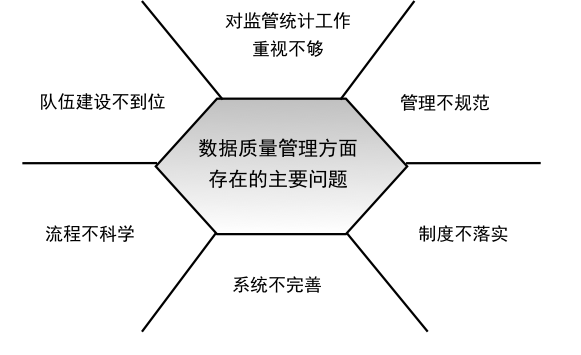 对监管统计工作
重视不够
队伍建设不到位
管理不规范
数据质量管理方面
存在的主要问题
流程不科学
制度不落实
系统不完善